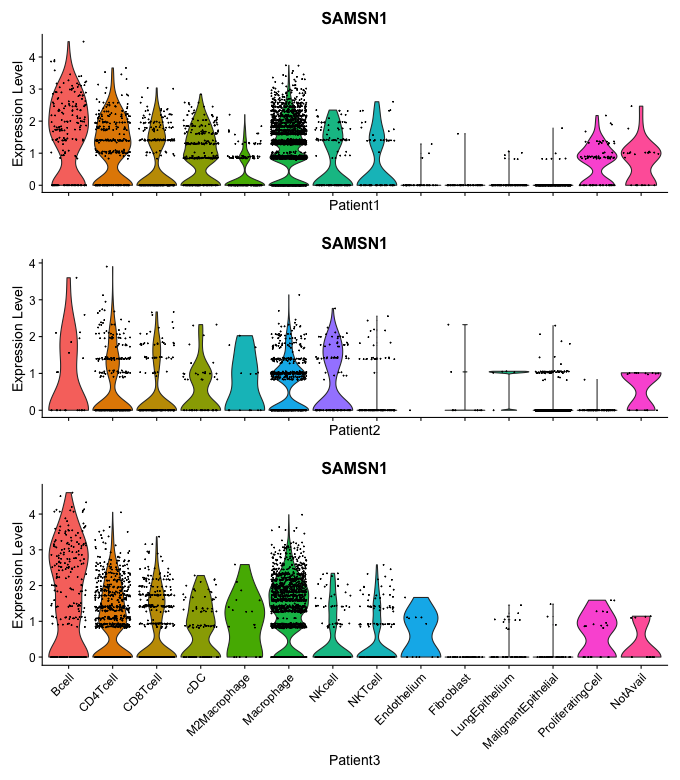 SAMSN1
Expression Level
4
3
2
1
0
Patient1
SAMSN1
Expression Level
4
3
2
1
0
Patient2
SAMSN1
Expression Level
4
3
2
1
0
Bcell
CD4Tcell
CD8Tcell
cDC
M2Macrophage
Macrophage
NKcell
NKTcell
Endothelium
Fibroblast
LungEpithelium
MalignantEpithelial
ProliferatingCell
NotAvail
Patient3